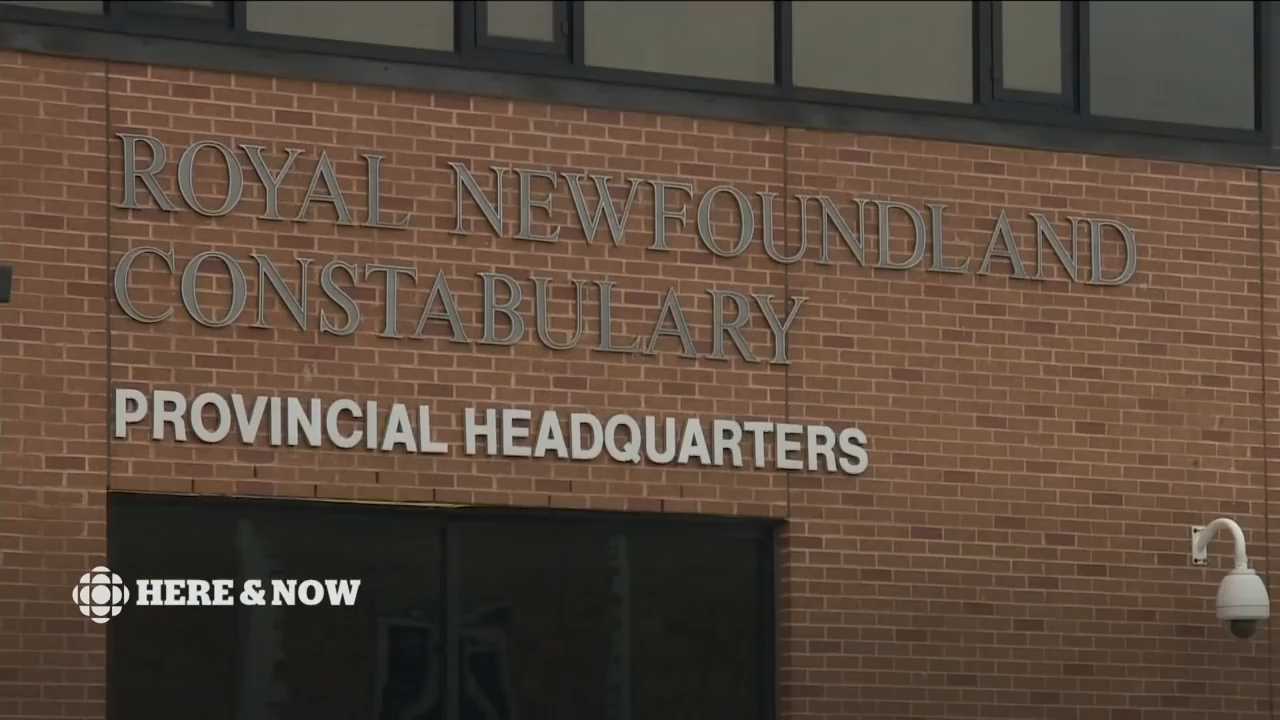 ROYAL NEWFOUNDLAND
CONSTABULARY
PROVINCIAL HEADQUARTERS
HERE & NOW